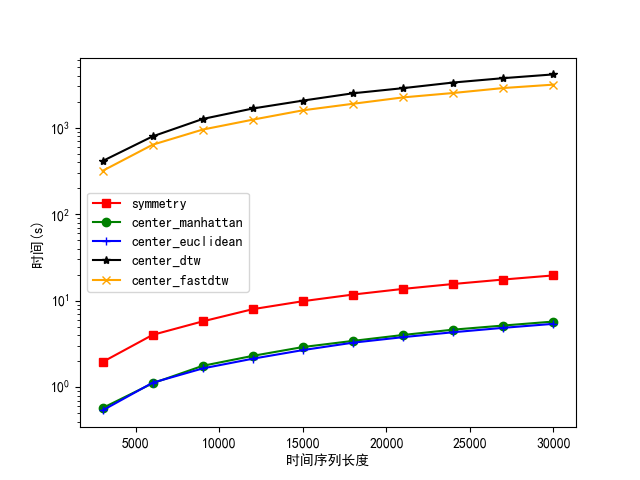 10³
10²
10¹
10⁰
时间(s)
symmetry
center_manhattan
center_euclidean
center_dtw
center_fastdtw
5000 10000 15000 20000 25000 30000
时间序列长度